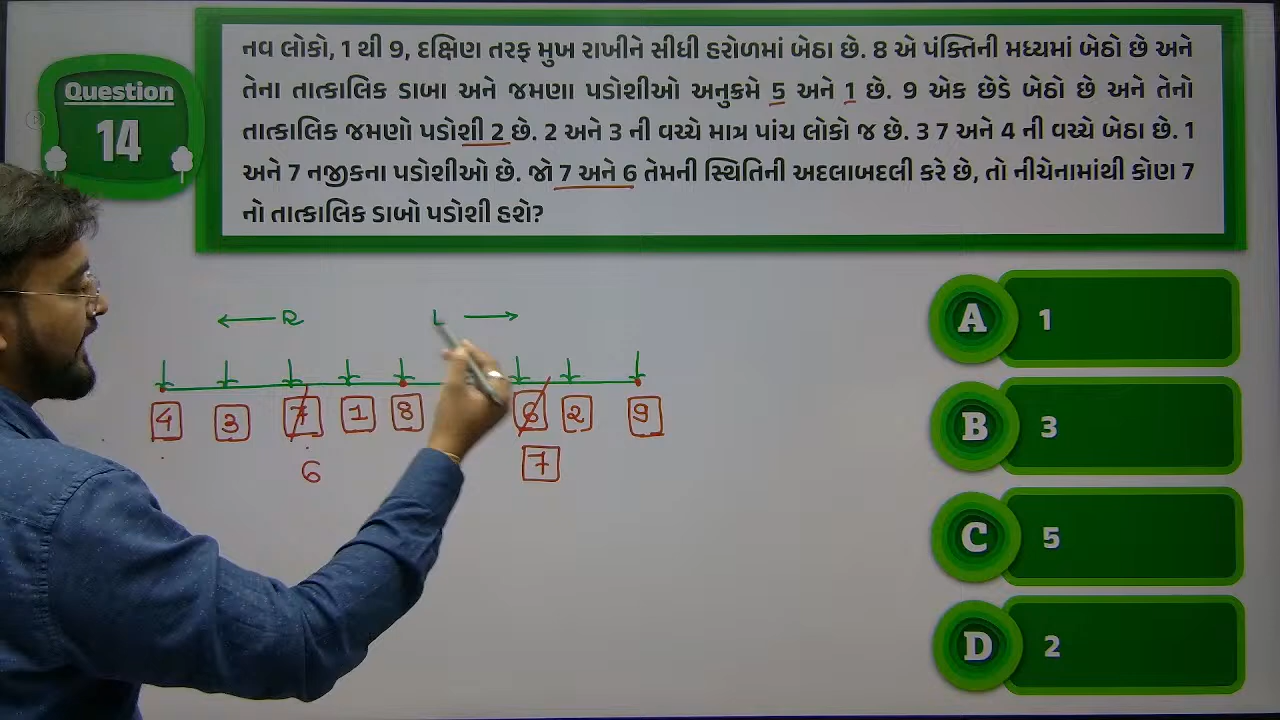 Question
14
નવ લોકો, 1 થી 9, દક્ષિણ તરફ મુખ રાખીને સીધી હરોળમાં બેઠા છે. 8 એ પંક્તિની મધ્યમાં બેઠો છે અને
તેના તાત્કાલિક ડાબા અને જમણા પડોશીઓ અનુક્રમે 5 અને 1 છે. 9 એક છેડે બેઠો છે અને તેનો
તાત્કાલિક જમણો પડોશી 2 છે. 2 અને 3 ની વચ્ચે માત્ર પાંચ લોકો જ છે. 3 7 અને 4 ની વચ્ચે બેઠા છે. 1
અને 7 નજીકના પડોશીઓ છે. જો 7 અને 6 તેમની સ્થિતિની અદલાબદલી કરે છે, તો નીચેનામાંથી કોણ 7
નો તાત્કાલિક ડાબો પડોશી હશે?
R L
4 3 7 1 8 6 2 9
6 7
A 1
B 3
C 5
D 2